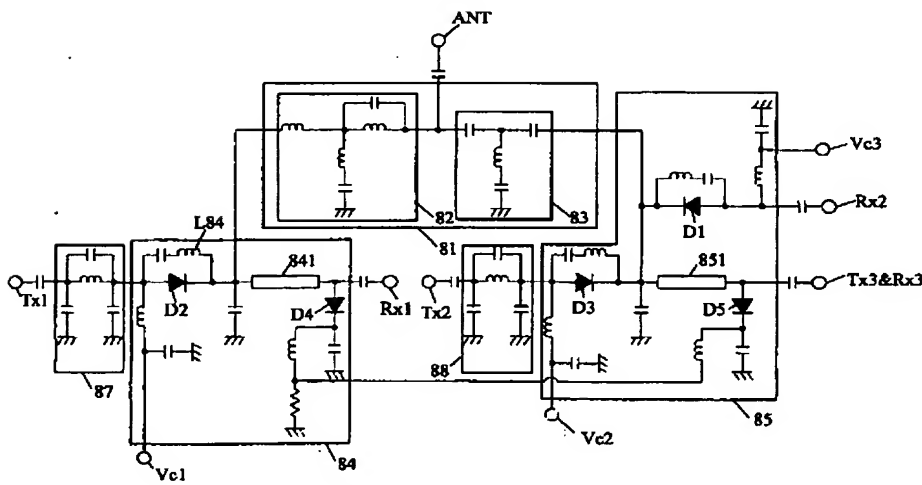 ANT
Vc3
82
83
Rx2
L84
81
D1
841
851
Tx1
D2
D4
Rx1
Tx2
D3
D5
Tx3&Rx3
87
88
85
Vc1
84
Vc2